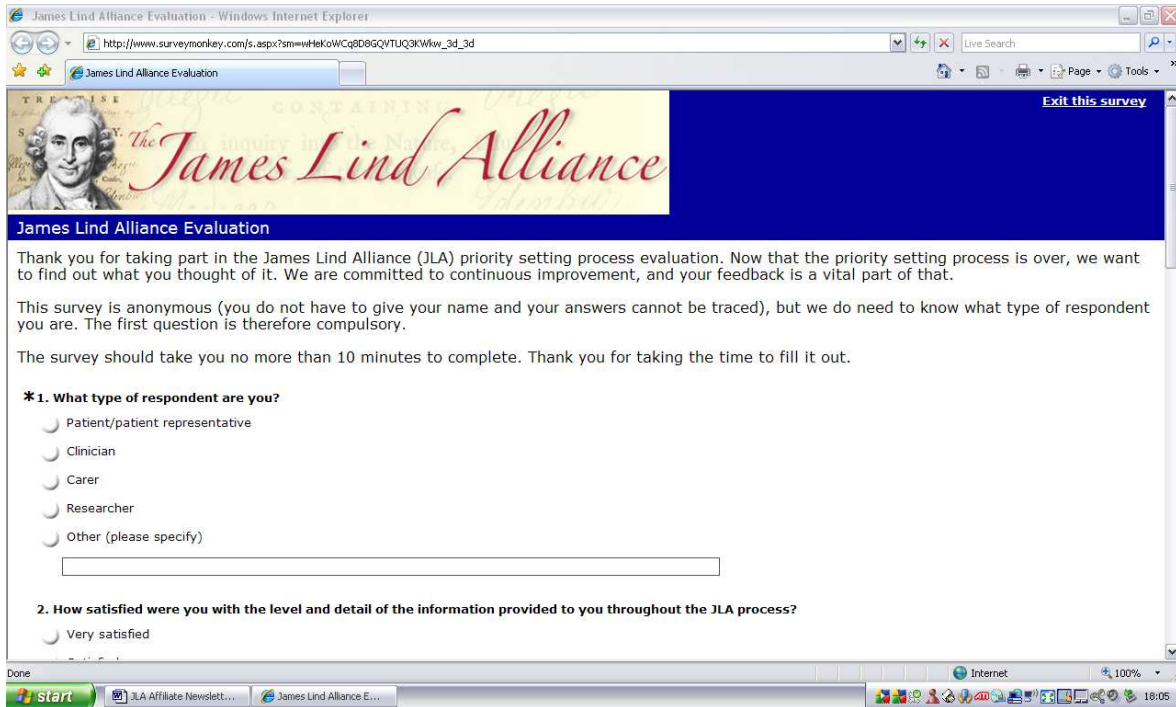 James Lind Alliance Evaluation - Windows Internet Explorer
http://www.surveymonkey.com/s.aspx?sm=wHeKoWCq8D8GQVTUQ3KWkw_3d_3d
Live Search
James Lind Alliance Evaluation
Page
Tools
TREATISE
CONTAINING
inquiry into the Nature,
The James Lind Alliance
Exit this survey
James Lind Alliance Evaluation
Thank you for taking part in the James Lind Alliance (JLA) priority setting process evaluation. Now that the priority setting process is over, we want
to find out what you thought of it. We are committed to continuous improvement, and your feedback is a vital part of that.
This survey is anonymous (you do not have to give your name and your answers cannot be traced), but we do need to know what type of respondent
you are. The first question is therefore compulsory.
The survey should take you no more than 10 minutes to complete. Thank you for taking the time to fill it out.
*1. What type of respondent are you?
Patient/patient representative
Clinician
Carer
Researcher
Other (please specify)
2. How satisfied were you with the level and detail of the information provided to you throughout the JLA process?
Very satisfied
Done
Internet
100%
start
JLA Affiliate Newslett...
James Lind Alliance E...
18:05